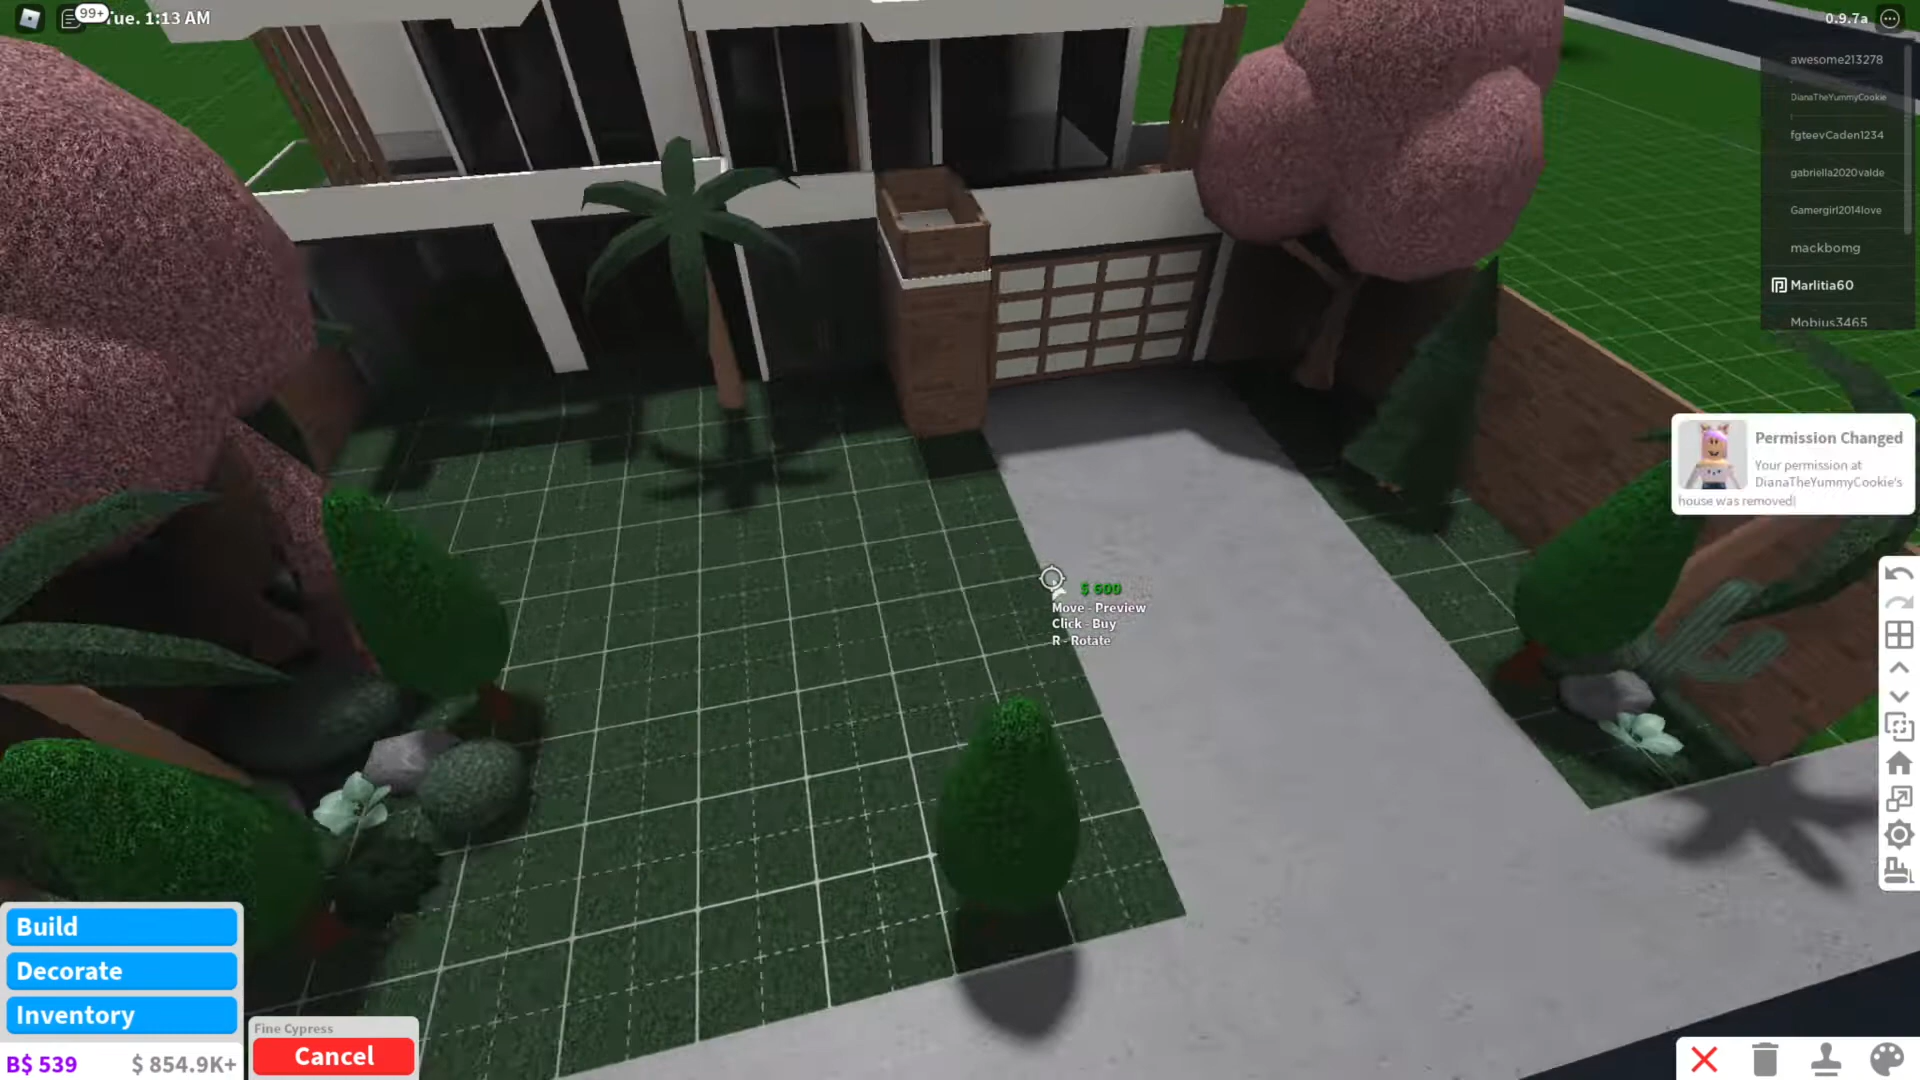 99+
Tue. 1:13 AM
0.9.7a
awesome213278
DianaTheYummyCookie
fgteevCaden1234
gabriella2020valde
Gamergirl2014love
mackbomg
Marlitia60
Mobius3465
Permission Changed
Your permission at
DianaTheYummyCookie's
house was removed
$ 600
Move - Preview
Click - Buy
R - Rotate
Build
Decorate
Inventory
Fine Cypress
Cancel
B$ 539
$ 854.9K+